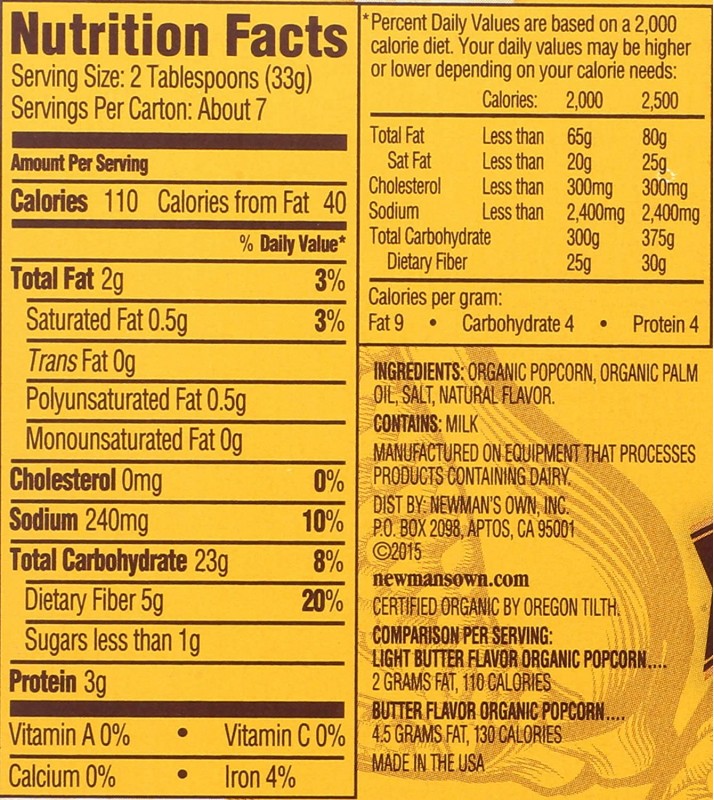 Nutrition Facts
Serving Size: 2 Tablespoons (33g)
Servings Per Carton: About 7
Amount Per Serving
Calories 110 Calories from Fat 40
% Daily Value*
Total Fat 2g 3%
Saturated Fat 0.5g 3%
Trans Fat 0g
Polyunsaturated Fat 0.5g
Monounsaturated Fat 0g
Cholesterol 0mg 0%
Sodium 240mg 10%
Total Carbohydrate 23g 8%
Dietary Fiber 5g 20%
Sugars less than 1g
Protein 3g
Vitamin A 0% • Vitamin C 0%
Calcium 0% • Iron 4%
*Percent Daily Values are based on a 2,000
calorie diet. Your daily values may be higher
or lower depending on your calorie needs:
Calories: 2,000 2,500
Total Fat Less than 65g 80g
Sat Fat Less than 20g 25g
Cholesterol Less than 300mg 300mg
Sodium Less than 2,400mg 2,400mg
Total Carbohydrate 300g 375g
Dietary Fiber 25g 30g
Calories per gram:
Fat 9 • Carbohydrate 4 • Protein 4
INGREDIENTS: ORGANIC POPCORN, ORGANIC PALM
OIL, SALT, NATURAL FLAVOR.
CONTAINS: MILK
MANUFACTURED ON EQUIPMENT THAT PROCESSES
PRODUCTS CONTAINING DAIRY.
DIST BY: NEWMAN'S OWN, INC.
P.O. BOX 2098, APTOS, CA 95001
©2015
newmansown.com
CERTIFIED ORGANIC BY OREGON TILTH.
COMPARISON PER SERVING:
LIGHT BUTTER FLAVOR ORGANIC POPCORN....
2 GRAMS FAT, 110 CALORIES
BUTTER FLAVOR ORGANIC POPCORN....
4.5 GRAMS FAT, 130 CALORIES
MADE IN THE USA